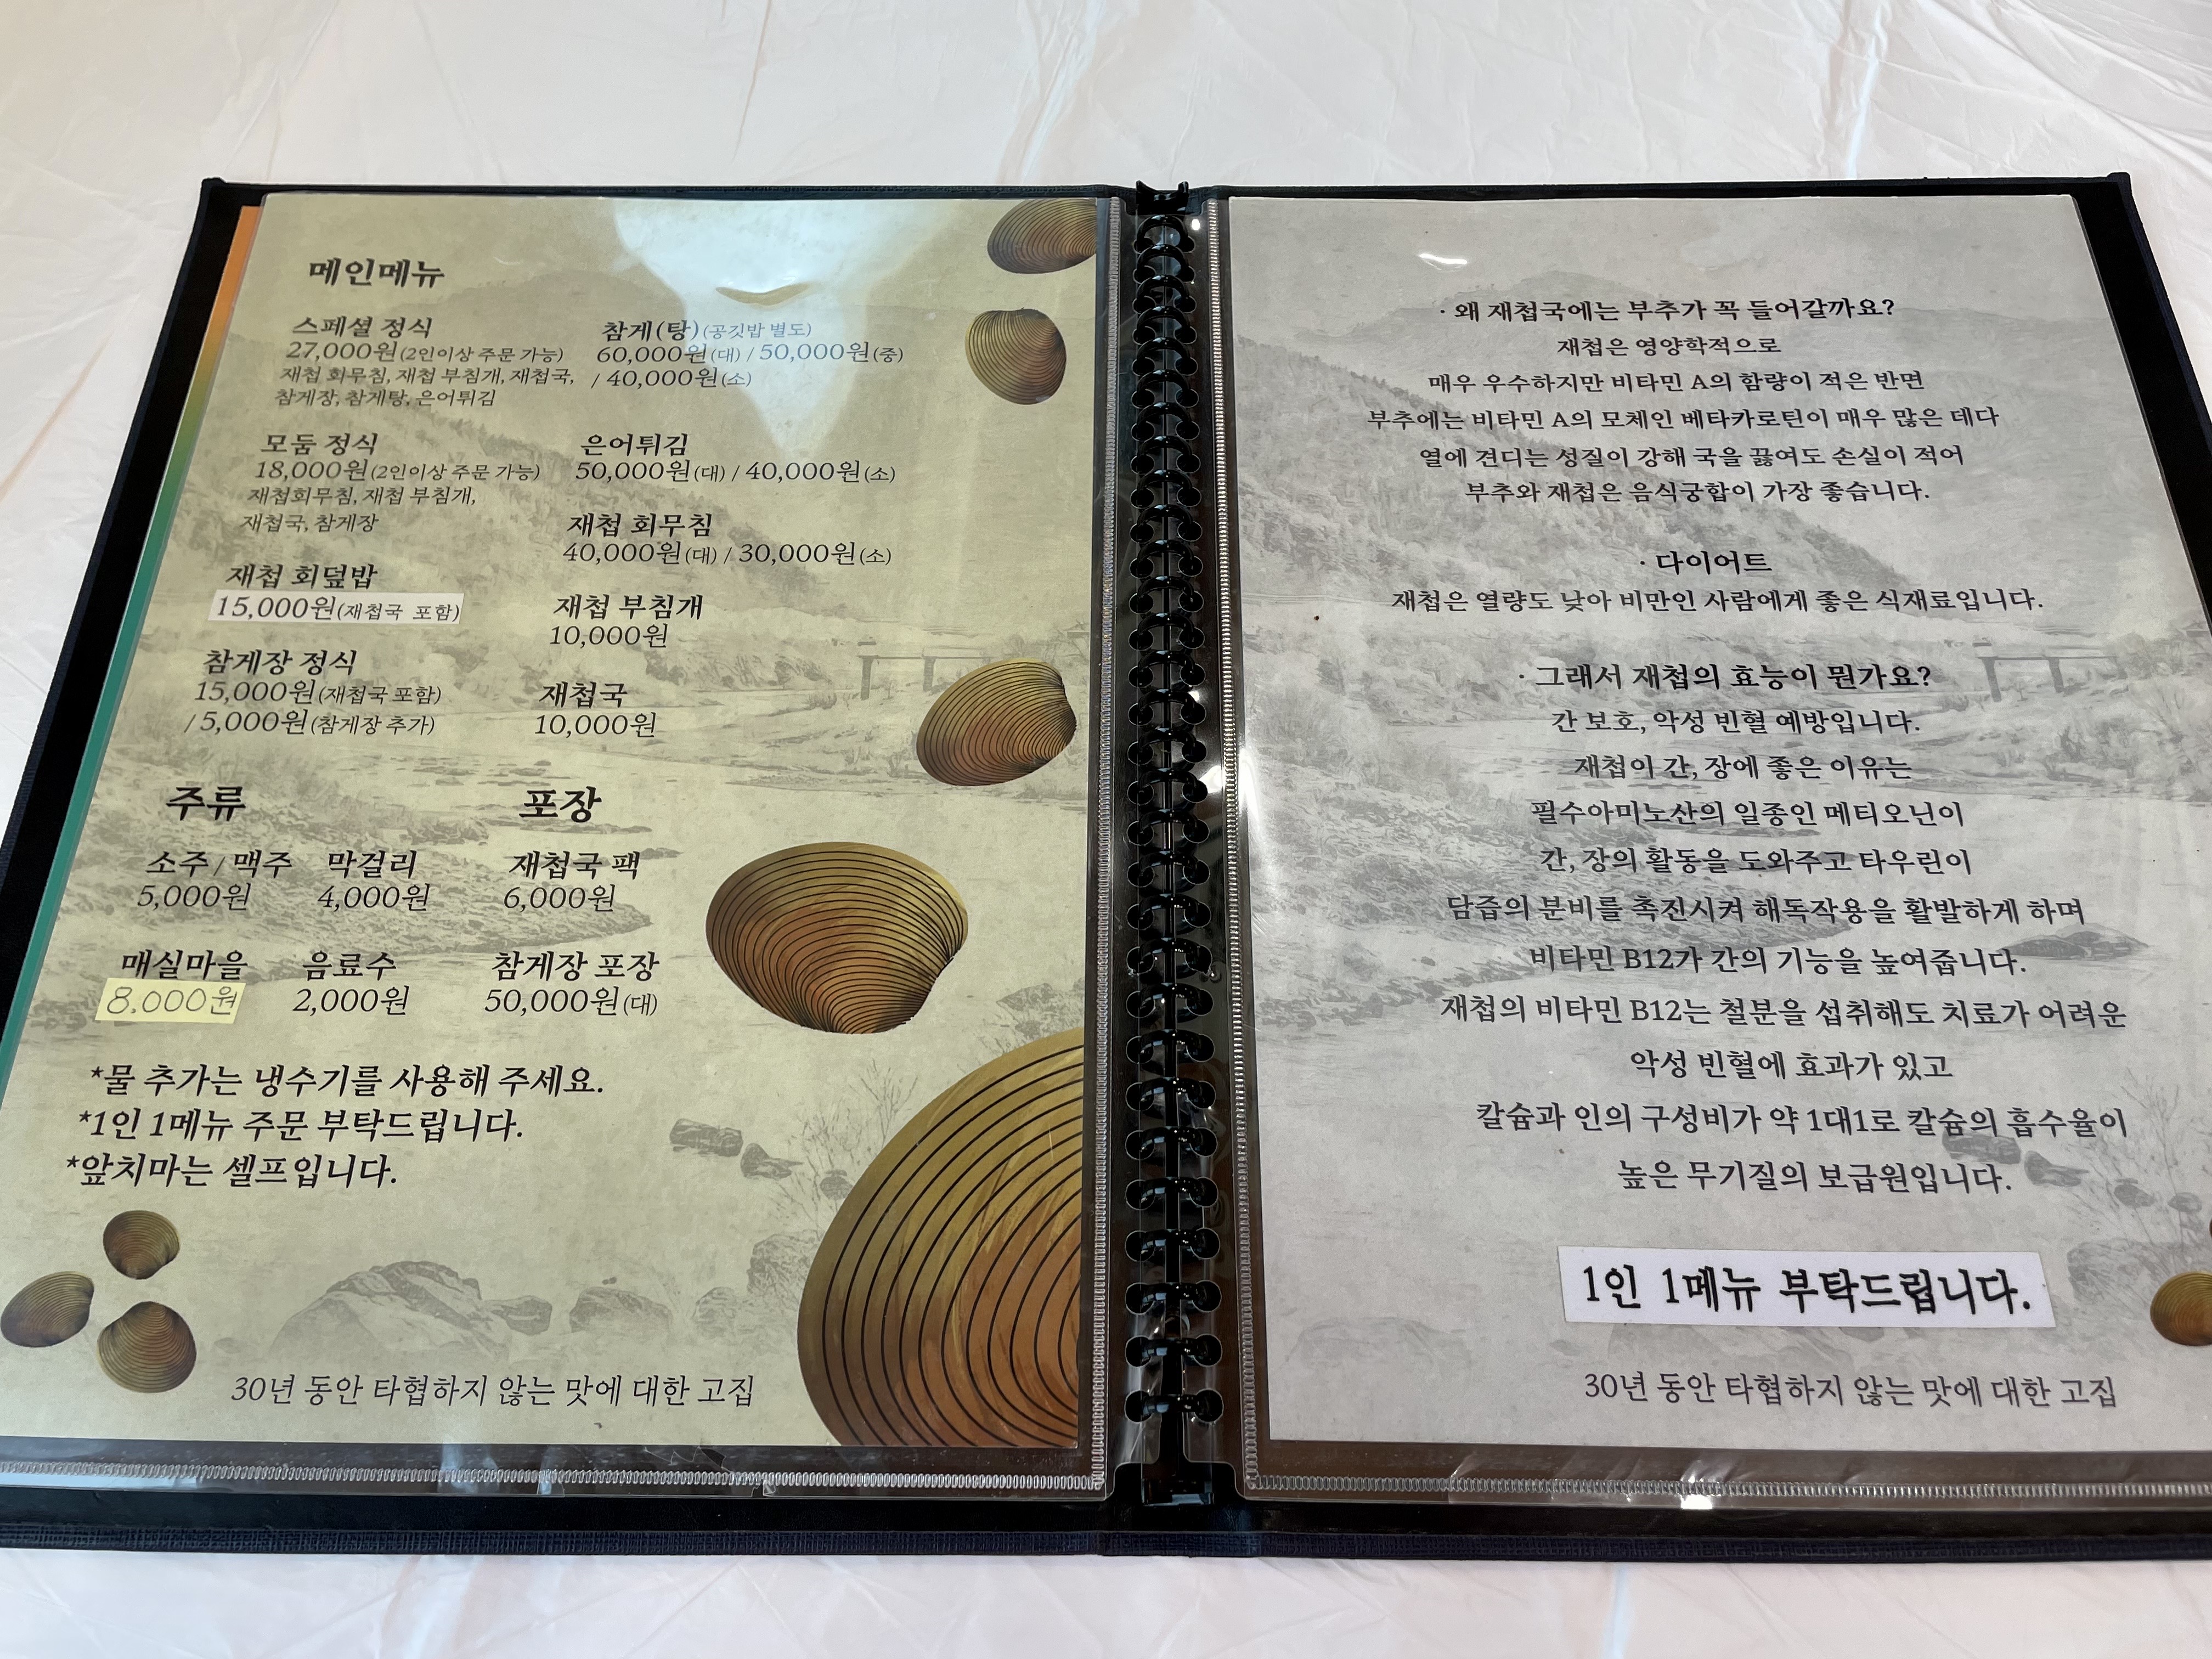 메인메뉴
스페셜 정식
27,000원(2인이상 주문 가능)
재첩 회무침, 재첩 부침개, 재첩국,
참게장, 참게탕, 은어튀김
모둠 정식
18,000원(2인이상 주문 가능)
재첩회무침, 재첩 부침개,
재첩국, 참게장
재첩 회덮밥
15,000원(재첩국 포함)
참게장 정식
15,000원(재첩국 포함)
/ 5,000원(참게장 추가)
참게(탕)(공깃밥 별도)
60,000원(대) / 50,000원(중)
/ 40,000원(소)
은어튀김
50,000원(대) / 40,000원(소)
재첩 회무침
40,000원(대) / 30,000원(소)
재첩 부침개
10,000원
재첩국
10,000원
주류
소주 / 맥주 막걸리
5,000원 4,000원
매실마을 음료수
8,000원 2,000원
포장
재첩국 팩
6,000원
참게장 포장
50,000원(대)
*물 추가는 냉수기를 사용해 주세요.
*1인 1메뉴 주문 부탁드립니다.
*앞치마는 셀프입니다.
30년 동안 타협하지 않는 맛에 대한 고집
· 왜 재첩국에는 부추가 꼭 들어갈까요?
재첩은 영양학적으로
매우 우수하지만 비타민 A의 함량이 적은 반면
부추에는 비타민 A의 모체인 베타카로틴이 매우 많은 데다
열에 견디는 성질이 강해 국을 끓여도 손실이 적어
부추와 재첩은 음식궁합이 가장 좋습니다.
· 다이어트
재첩은 열량도 낮아 비만인 사람에게 좋은 식재료입니다.
· 그래서 재첩의 효능이 뭔가요?
간 보호, 악성 빈혈 예방입니다.
재첩이 간, 장에 좋은 이유는
필수아미노산의 일종인 메티오닌이
간, 장의 활동을 도와주고 타우린이
담즙의 분비를 촉진시켜 해독작용을 활발하게 하며
비타민 B12가 간의 기능을 높여줍니다.
재첩의 비타민 B12는 철분을 섭취해도 치료가 어려운
악성 빈혈에 효과가 있고
칼슘과 인의 구성비가 약 1대1로 칼슘의 흡수율이
높은 무기질의 보급원입니다.
1인 1메뉴 부탁드립니다.
30년 동안 타협하지 않는 맛에 대한 고집